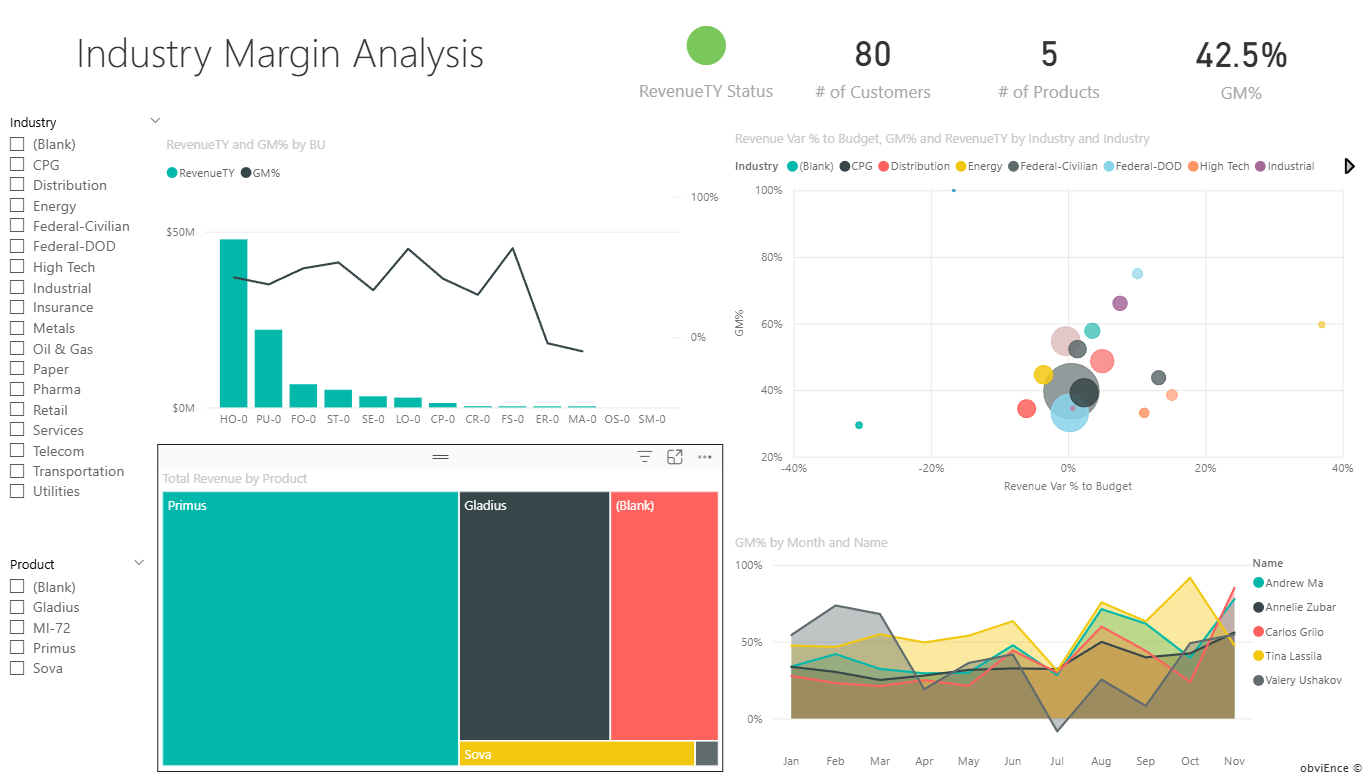 Industry Margin Analysis
RevenueTY Status
80
# of Customers
5
# of Products
42.5%
GM%
Industry
(Blank)
CPG
Distribution
Energy
Federal-Civilian
Federal-DOD
High Tech
Industrial
Insurance
Metals
Oil & Gas
Paper
Pharma
Retail
Services
Telecom
Transportation
Utilities
Product
(Blank)
Gladius
MI-72
Primus
Sova
RevenueTY and GM% by BU
RevenueTY GM%
100%
$50M
0%
$0M
HO-0 PU-0 FO-0 ST-0 SE-0 LO-0 CP-0 CR-0 FS-0 ER-0 MA-0 OS-0 SM-0
Total Revenue by Product
Primus
Gladius
(Blank)
Sova
Revenue Var % to Budget, GM% and RevenueTY by Industry and Industry
Industry (Blank) CPG Distribution Energy Federal-Civilian Federal-DOD High Tech Industrial
100%
80%
60%
40%
20%
GM%
-40% -20% 0% 20% 40%
Revenue Var % to Budget
GM% by Month and Name
100%
50%
0%
Jan Feb Mar Apr May Jun Jul Aug Sep Oct Nov
Name
Andrew Ma
Annelie Zubar
Carlos Grilo
Tina Lassila
Valery Ushakov
obviEnce ©